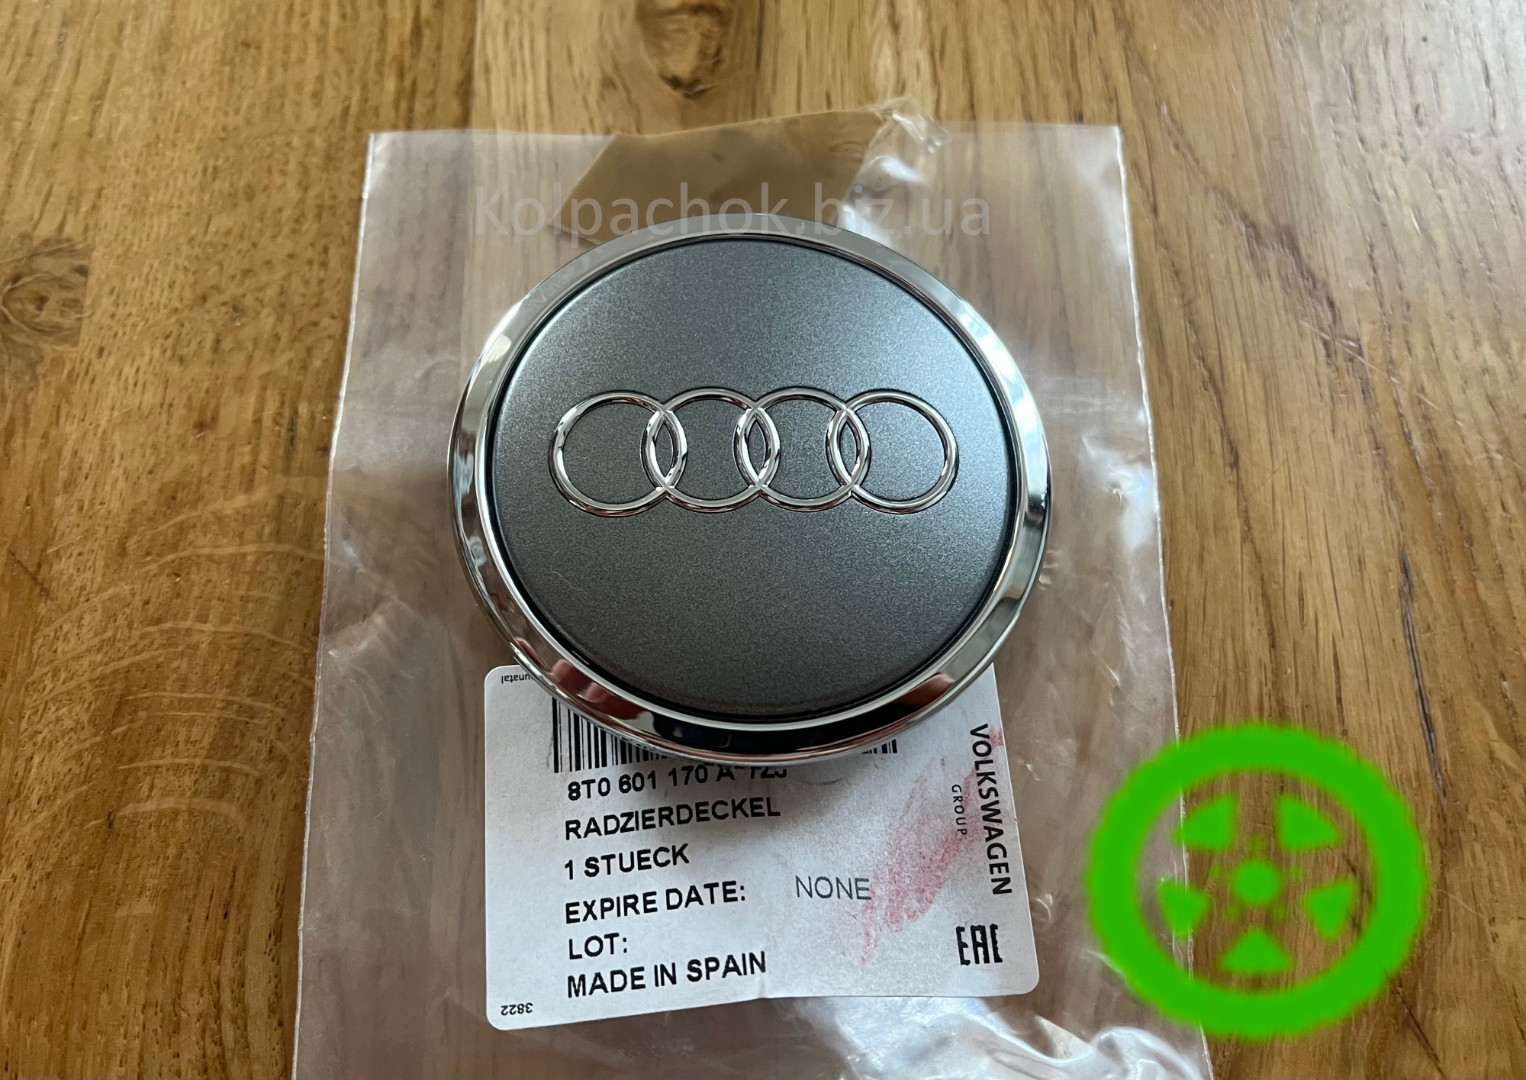 Kolpachok.biz.ua
unatal
8T0 601 170 A
RADZIERDECKEL
1 STUECK
EXPIRE DATE: NONE
LOT:
MADE IN SPAIN
VOLKSWAGEN
GROUP
EAC
3822